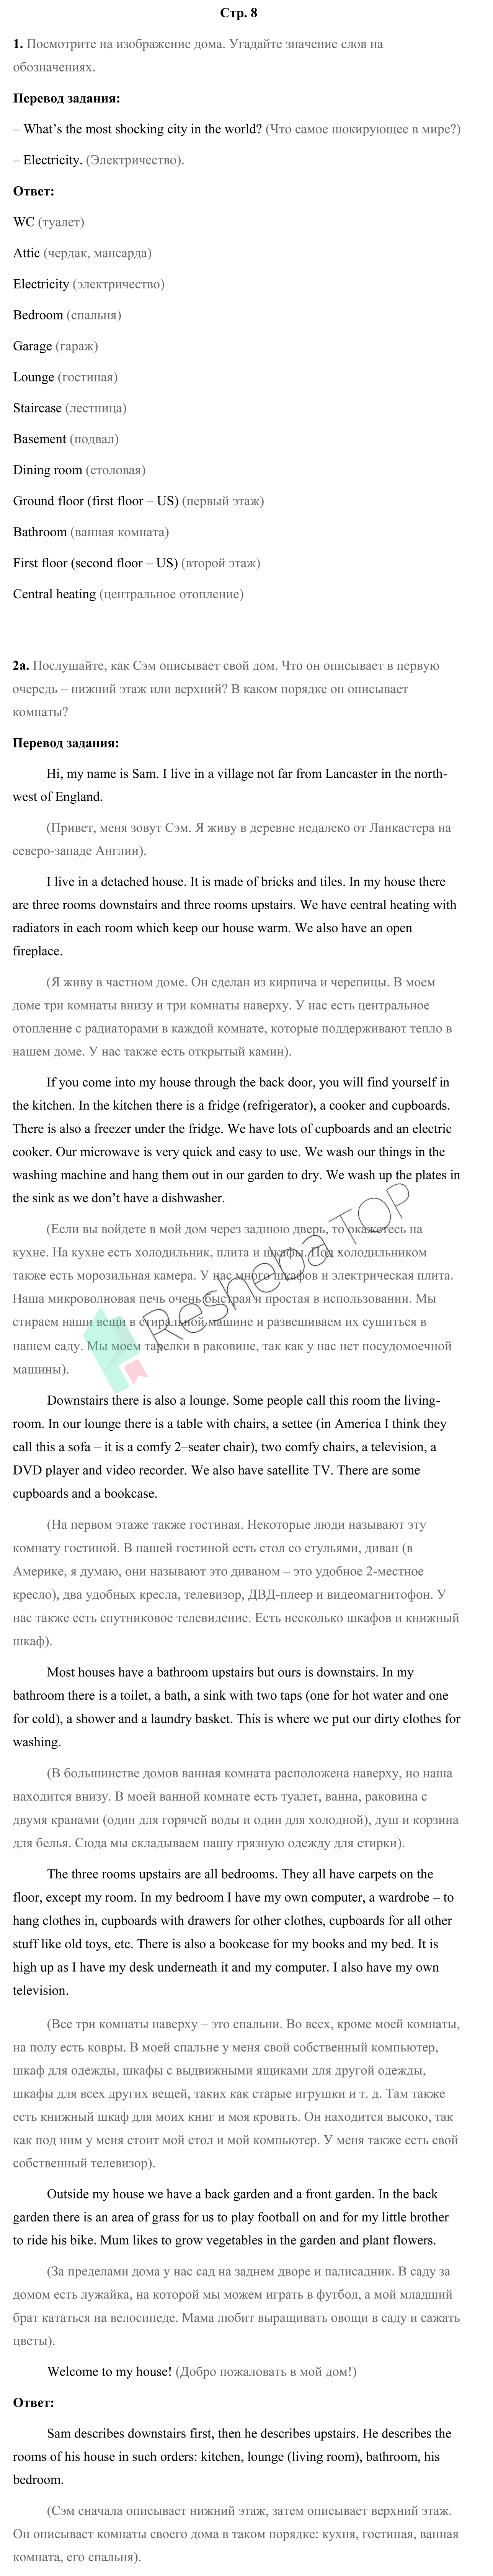 Стр. 8
1. Посмотрите на изображение дома. Угадайте значение слов на
обозначениях.
Перевод задания:
– What's the most shocking city in the world? (Что самое шокирующее в мире?)
– Electricity. (Электричество).
Ответ:
WC (туалет)
Attic (чердак, мансарда)
Electricity (электричество)
Bedroom (спальня)
Garage (гараж)
Lounge (гостиная)
Staircase (лестница)
Basement (подвал)
Dining room (столовая)
Ground floor (first floor – US) (первый этаж)
Bathroom (ванная комната)
First floor (second floor – US) (второй этаж)
Central heating (центральное отопление)
2a. Послушайте, как Сэм описывает свой дом. Что он описывает в первую
очередь – нижний этаж или верхний? В каком порядке он описывает
комнаты?
Перевод задания:
Hi, my name is Sam. I live in a village not far from Lancaster in the north-
west of England.
(Привет, меня зовут Сэм. Я живу в деревне недалеко от Ланкастера на
северо-западе Англии).
I live in a detached house. It is made of bricks and tiles. In my house there
are three rooms downstairs and three rooms upstairs. We have central heating with
radiators in each room which keep our house warm. We also have an open
fireplace.
(Я живу в частном доме. Он сделан из кирпича и черепицы. В моем
доме три комнаты внизу и три комнаты наверху. У нас есть центральное
отопление с радиаторами в каждой комнате, которые поддерживают тепло в
нашем доме. У нас также есть открытый камин).
If you come into my house through the back door, you will find yourself in
the kitchen. In the kitchen there is a fridge (refrigerator), a cooker and cupboards.
There is also a freezer under the fridge. We have lots of cupboards and an electric
cooker. Our microwave is very quick and easy to use. We wash our things in the
washing machine and hang them out in our garden to dry. We wash up the plates in
the sink as we don't have a dishwasher.
(Если вы войдете в мой дом через заднюю дверь, то окажетесь на
кухне. На кухне есть холодильник, плита и шкафы. Под холодильником
также есть морозильная камера. У нас много шкафов и электрическая плита.
Наша микроволновая печь очень быстрая и простая в использовании. Мы
стираем наши вещи в стиральной машине и развешиваем их сушиться в
нашем саду. Мы моем тарелки в раковине, так как у нас нет посудомоечной
машины).
Resheba TOP
Downstairs there is also a lounge. Some people call this room the living-
room. In our lounge there is a table with chairs, a settee (in America I think they
call this a sofa – it is a comfy 2–seater chair), two comfy chairs, a television, a
DVD player and video recorder. We also have satellite TV. There are some
cupboards and a bookcase.
(На первом этаже также гостиная. Некоторые люди называют эту
комнату гостиной. В нашей гостиной есть стол со стульями, диван (в
Америке, я думаю, они называют это диваном – это удобное 2-местное
кресло), два удобных кресла, телевизор, ДВД-плеер и видеомагнитофон. У
нас также есть спутниковое телевидение. Есть несколько шкафов и книжный
шкаф).
Most houses have a bathroom upstairs but ours is downstairs. In my
bathroom there is a toilet, a bath, a sink with two taps (one for hot water and one
for cold), a shower and a laundry basket. This is where we put our dirty clothes for
washing.
(В большинстве домов ванная комната расположена наверху, но наша
находится внизу. В моей ванной комнате есть туалет, ванна, раковина с
двумя кранами (один для горячей воды и один для холодной), душ и корзина
для белья. Сюда мы складываем нашу грязную одежду для стирки).
The three rooms upstairs are all bedrooms. They all have carpets on the
floor, except my room. In my bedroom I have my own computer, a wardrobe – to
hang clothes in, cupboards with drawers for other clothes, cupboards for all other
stuff like old toys, etc. There is also a bookcase for my books and my bed. It is
high up as I have my desk underneath it and my computer. I also have my own
television.
(Все три комнаты наверху – это спальни. Во всех, кроме моей комнаты,
на полу есть ковры. В моей спальне у меня свой собственный компьютер,
шкаф для одежды, шкафы с выдвижными ящиками для другой одежды,
шкафы для всех других вещей, таких как старые игрушки и т. д. Там также
есть книжный шкаф для моих книг и моя кровать. Он находится высоко, так
как под ним у меня стоит мой стол и мой компьютер. У меня также есть свой
собственный телевизор).
Outside my house we have a back garden and a front garden. In the back
garden there is an area of grass for us to play football on and for my little brother
to ride his bike. Mum likes to grow vegetables in the garden and plant flowers.
(За пределами дома у нас сад на заднем дворе и палисадник. В саду за
домом есть лужайка, на которой мы можем играть в футбол, а мой младший
брат кататься на велосипеде. Мама любит выращивать овощи в саду и сажать
цветы).
Welcome to my house! (Добро пожаловать в мой дом!)
Ответ:
Sam describes downstairs first, then he describes upstairs. He describes the
rooms of his house in such orders: kitchen, lounge (living room), bathroom, his
bedroom.
(Сэм сначала описывает нижний этаж, затем описывает верхний этаж.
Он описывает комнаты своего дома в таком порядке: кухня, гостиная, ванная
комната, его спальня).